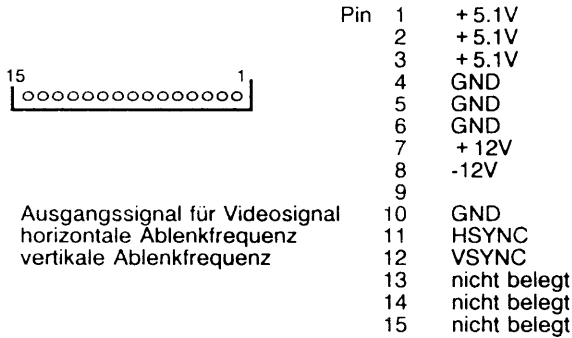 Pin 1 +5.1V
2 +5.1V
3 +5.1V
15 1
4 GND
5 GND
6 GND
7 +12V
8 -12V
9
Ausgangssignal für Videosignal 10 GND
horizontale Ablenkfrequenz 11 HSYNC
vertikale Ablenkfrequenz 12 VSYNC
13 nicht belegt
14 nicht belegt
15 nicht belegt